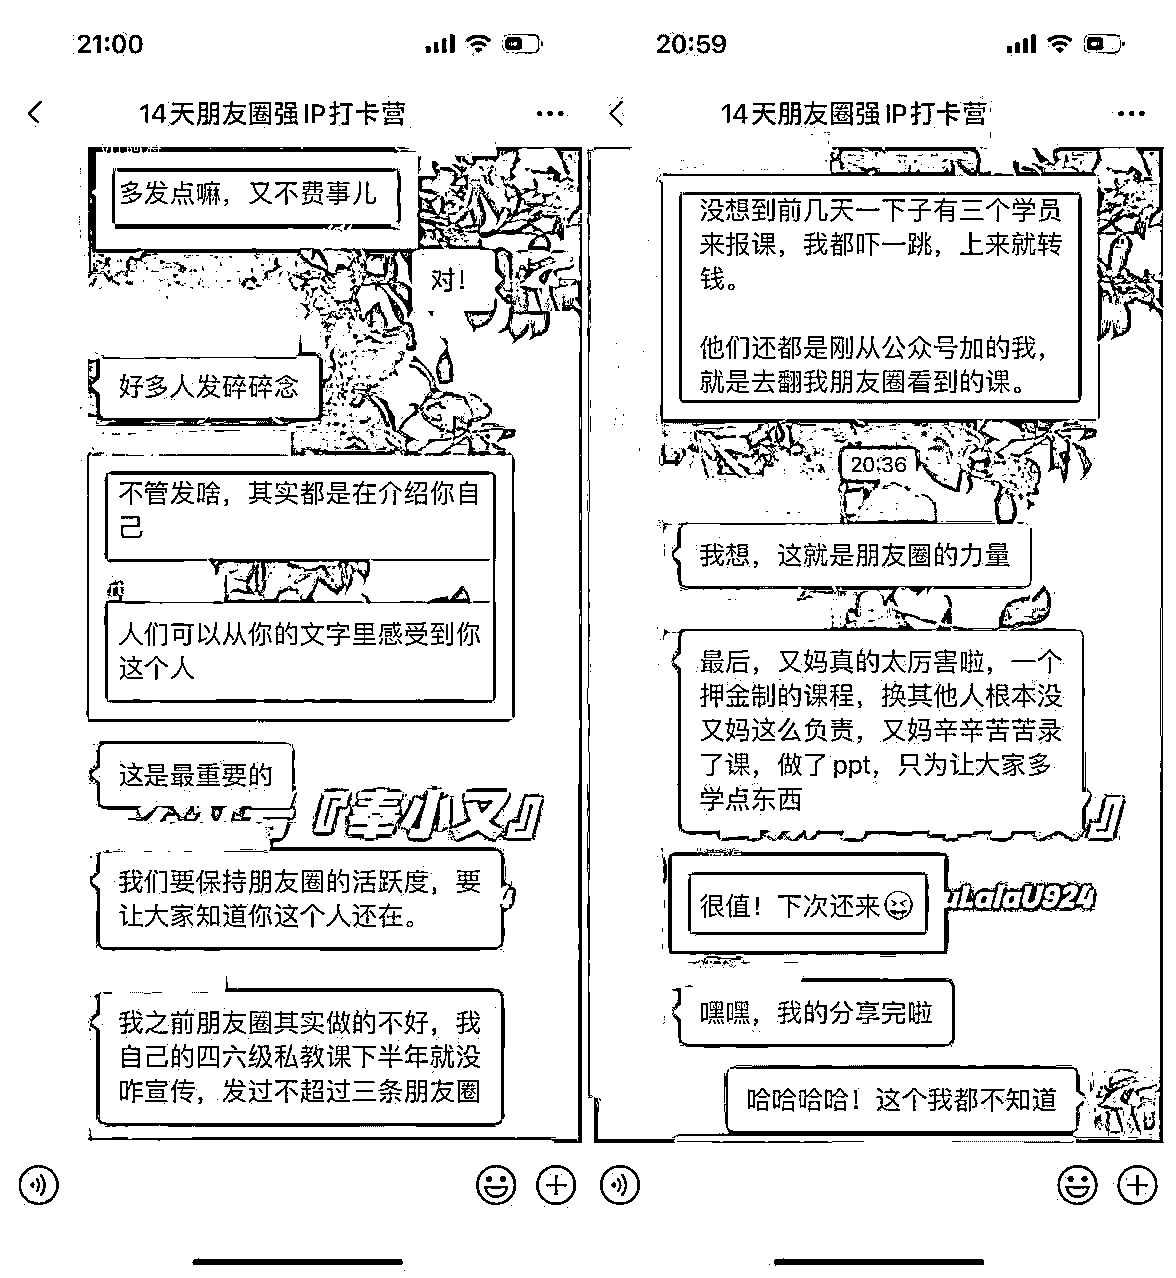 21:00
14天朋友圈强IP打卡营
多发点嘛，又不费事儿
对！
好多人发碎碎念
不管发啥，其实都是在介绍你自
己
人们可以从你的文字里感受到你
这个人
这是最重要的
『辜小又』
我们要保持朋友圈的活跃度，要
让大家知道你这个人还在。
我之前朋友圈其实做的不好，我
自己的四六级私教课下半年就没
咋宣传，发过不超过三条朋友圈
20:59
14天朋友圈强IP打卡营
没想到前几天一下子有三个学员
来报课，我都吓一跳，上来就转
钱。
他们还都是刚从公众号加的我，
就是去翻我朋友圈看到的课。
20:36
我想，这就是朋友圈的力量
最后，又妈真的太厉害啦，一个
押金制的课程，换其他人根本没
又妈这么负责，又妈辛辛苦苦录
了课，做了ppt，只为让大家多
学点东西
』
很值！下次还来😝
uLalaU924
嘿嘿，我的分享完啦
哈哈哈哈！这个我都不知道